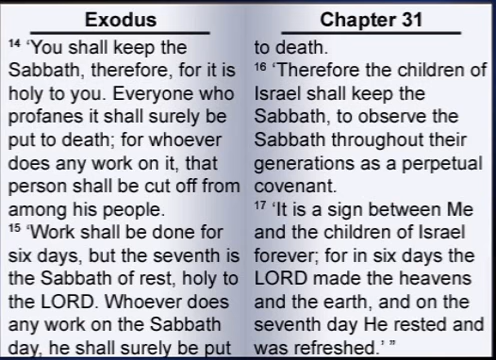 Exodus
14 ‘You shall keep the
Sabbath, therefore, for it is
holy to you. Everyone who
profanes it shall surely be
put to death; for whoever
does any work on it, that
person shall be cut off from
among his people.
15 ‘Work shall be done for
six days, but the seventh is
the Sabbath of rest, holy to
the LORD. Whoever does
any work on the Sabbath
day, he shall surely be put
Chapter 31
to death.
16 ‘Therefore the children of
Israel shall keep the
Sabbath, to observe the
Sabbath throughout their
generations as a perpetual
covenant.
17 ‘It is a sign between Me
and the children of Israel
forever; for in six days the
LORD made the heavens
and the earth, and on the
seventh day He rested and
was refreshed.’ ”